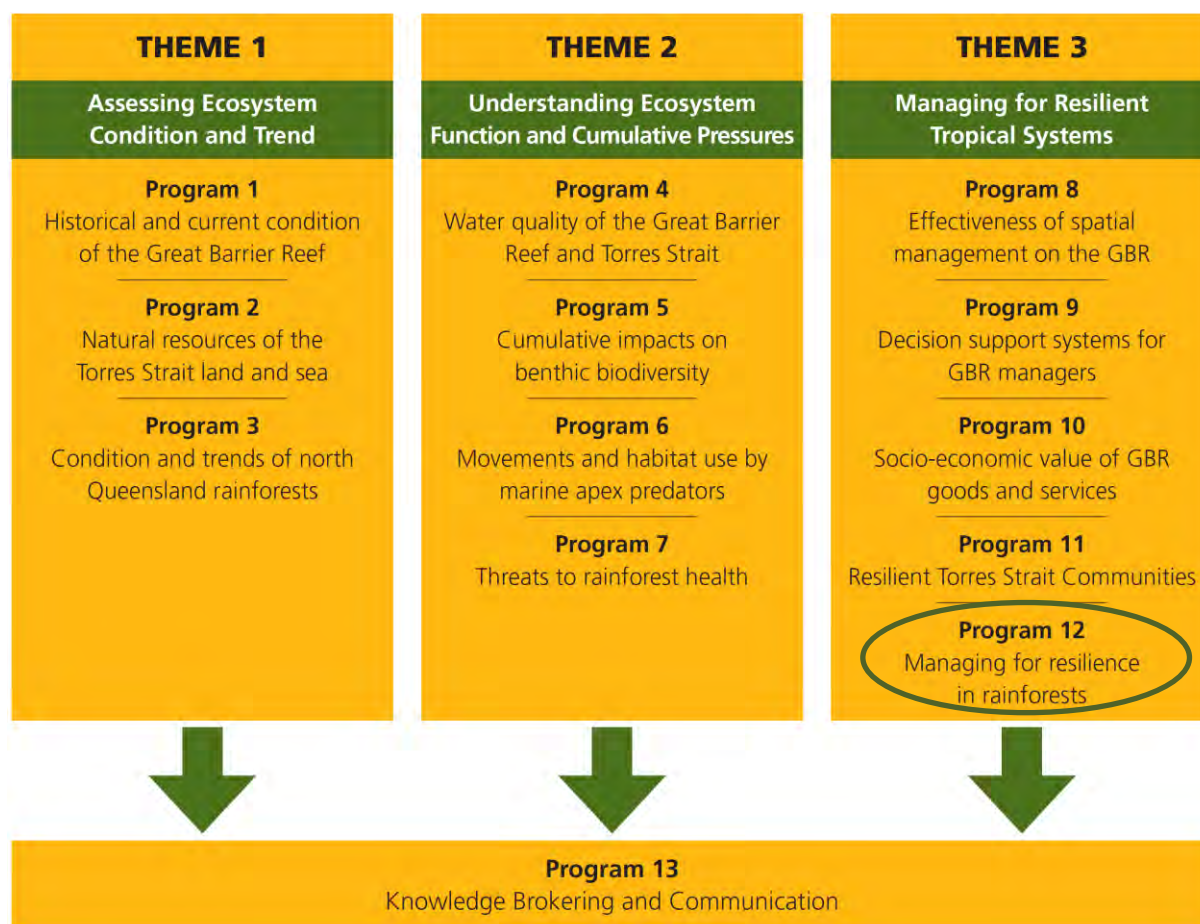 THEME 1
Assessing Ecosystem
Condition and Trend
Program 1
Historical and current condition
of the Great Barrier Reef
Program 2
Natural resources of the
Torres Strait land and sea
Program 3
Condition and trends of north
Queensland rainforests
THEME 2
Understanding Ecosystem
Function and Cumulative Pressures
Program 4
Water quality of the Great Barrier
Reef and Torres Strait
Program 5
Cumulative impacts on
benthic biodiversity
Program 6
Movements and habitat use by
marine apex predators
Program 7
Threats to rainforest health
THEME 3
Managing for Resilient
Tropical Systems
Program 8
Effectiveness of spatial
management on the GBR
Program 9
Decision support systems for
GBR managers
Program 10
Socio-economic value of GBR
goods and services
Program 11
Resilient Torres Strait Communities
Program 12
Managing for resilience
in rainforests
Program 13
Knowledge Brokering and Communication